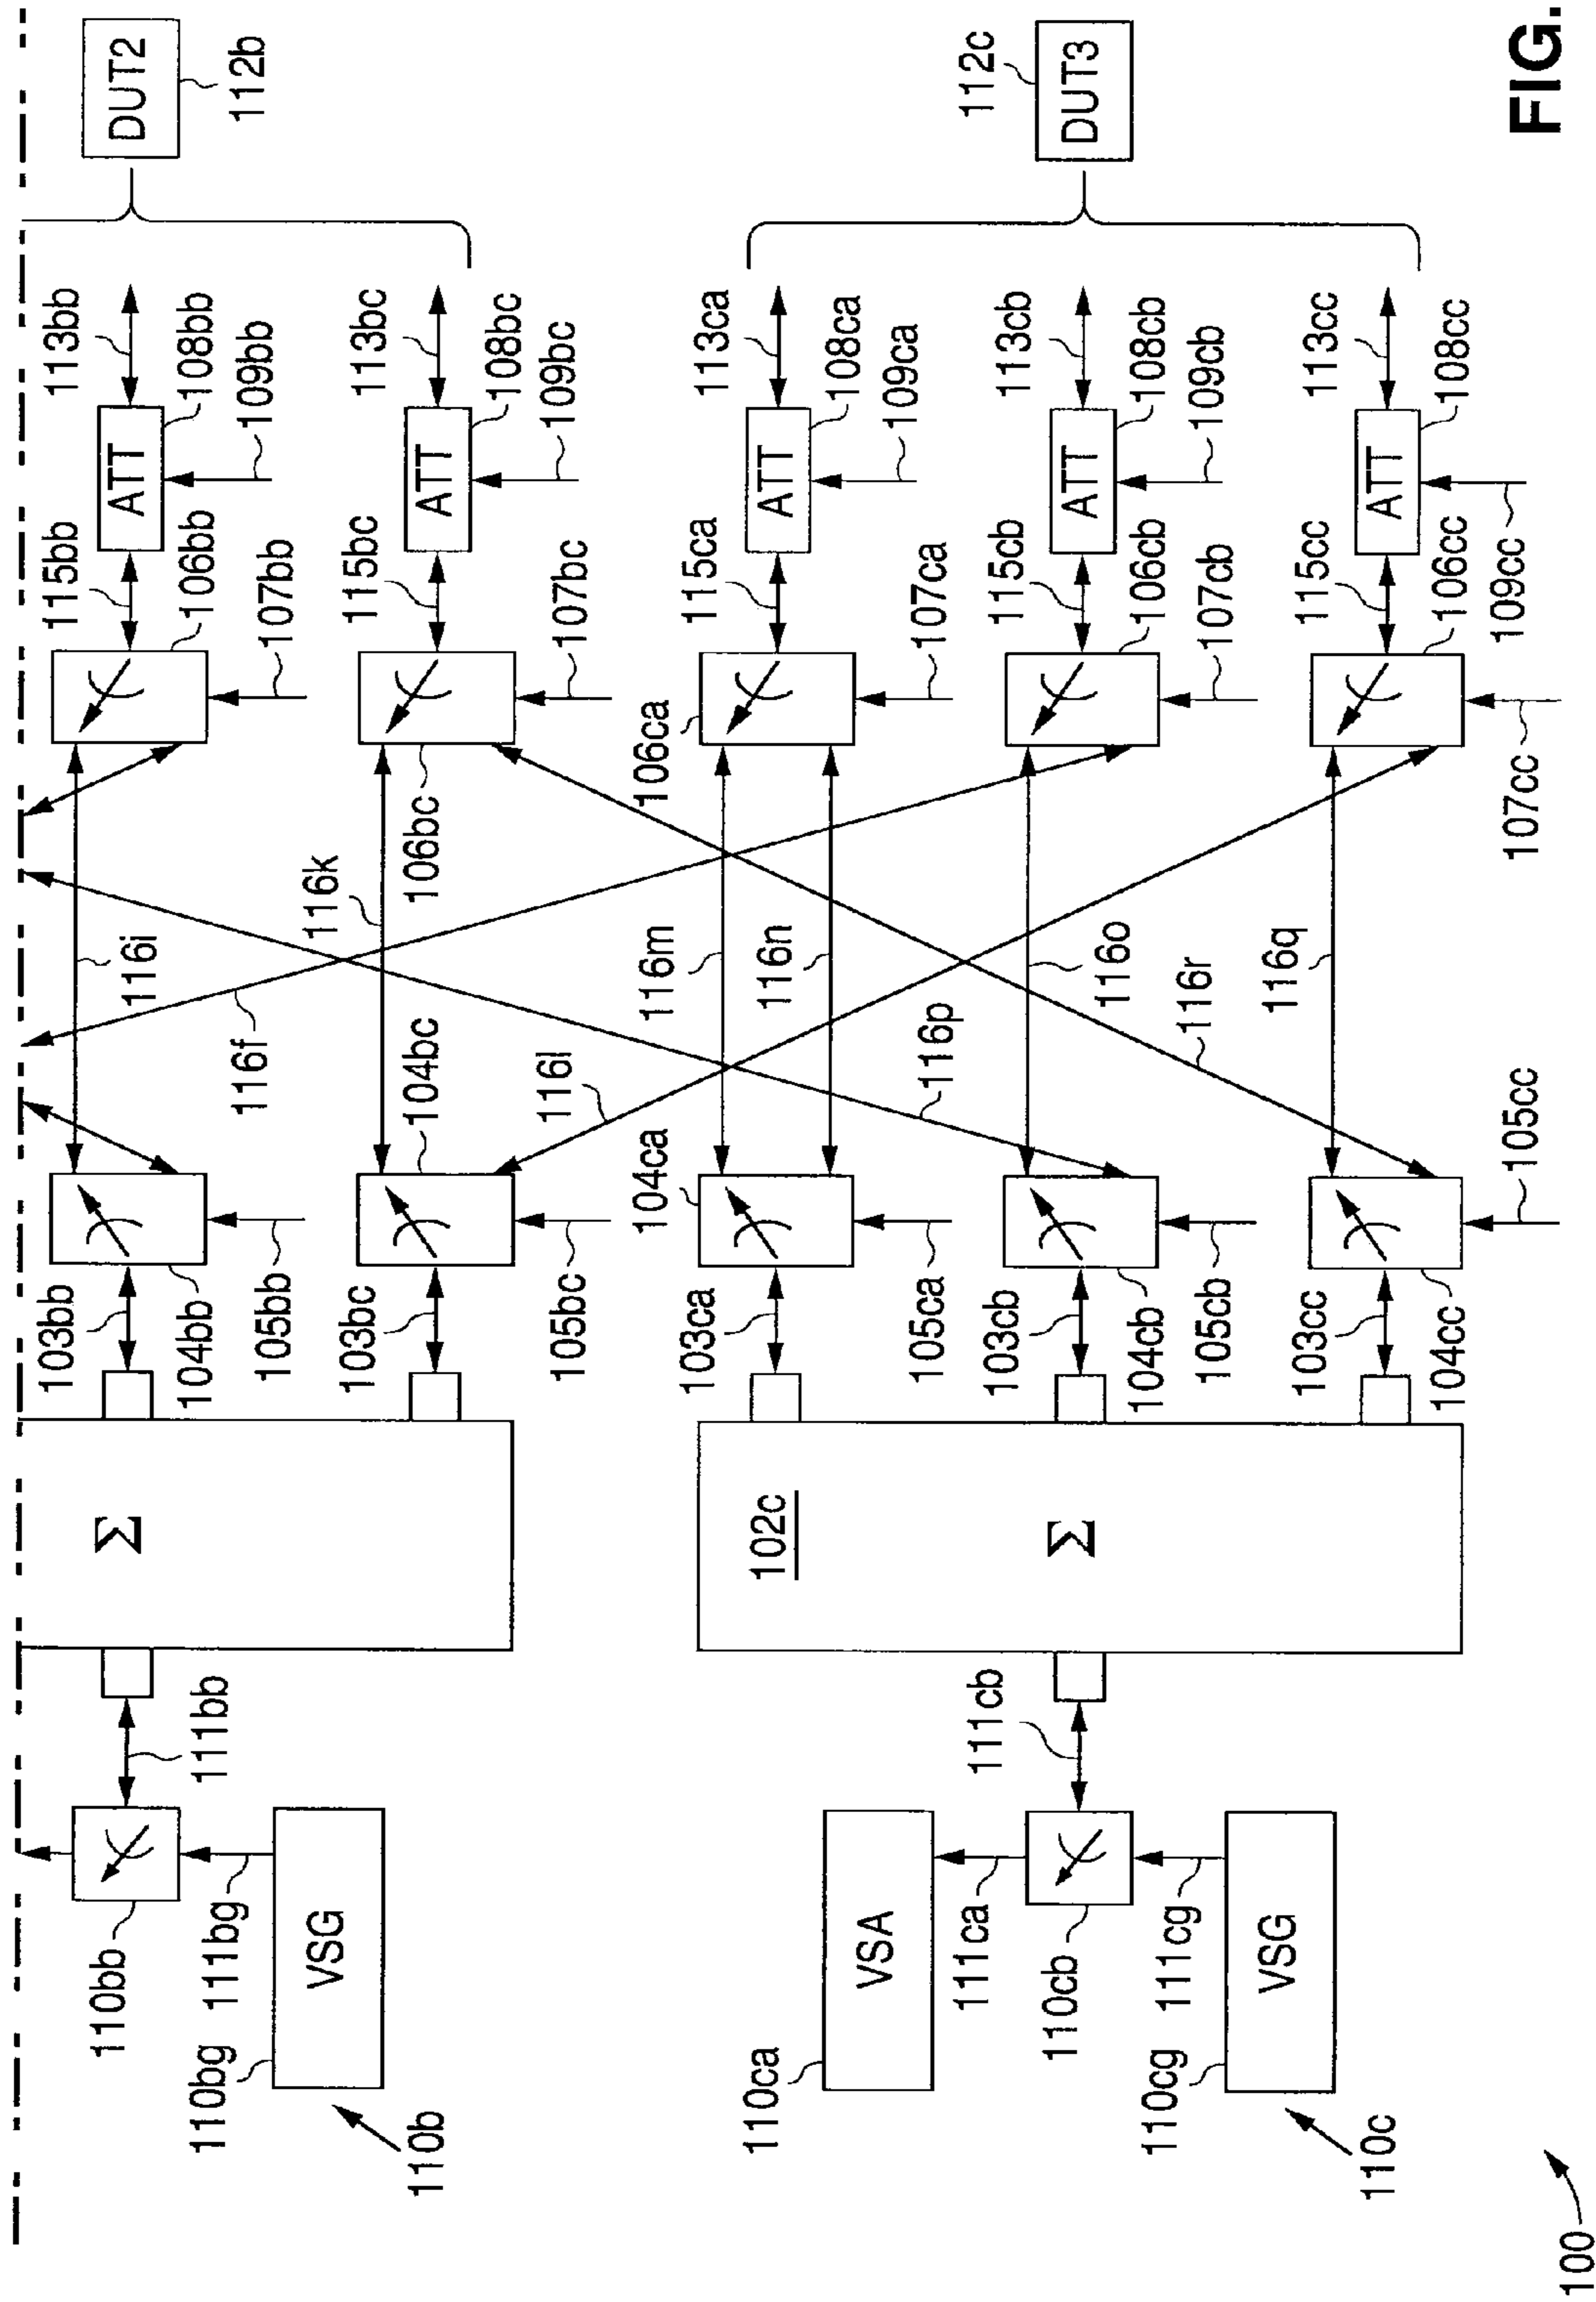 DUT2
112b
113bb
108bb
109bb
ATT
115bb
106bb
107bb
113bc
108bc
109bc
ATT
115bc
106bc
107bc
112c
DUT3
113ca
108ca
109ca
ATT
115ca
106ca
107ca
113cb
108cb
109cb
ATT
115cb
106cb
107cb
113cc
108cc
109cc
ATT
115cc
106cc
107cc
116i
116f
116k
116l
116m
116n
116p
116o
116r
116q
103bb
104bb
105bb
103bc
104bc
105bc
104ca
103ca
105ca
103cb
104cb
105cb
103cc
104cc
105cc
Σ
102c
Σ
111bb
110bb
111bg
VSG
110bg
110b
111cb
VSA
111ca
110ca
110cb
111cg
VSG
110cg
110c
100
FIG.